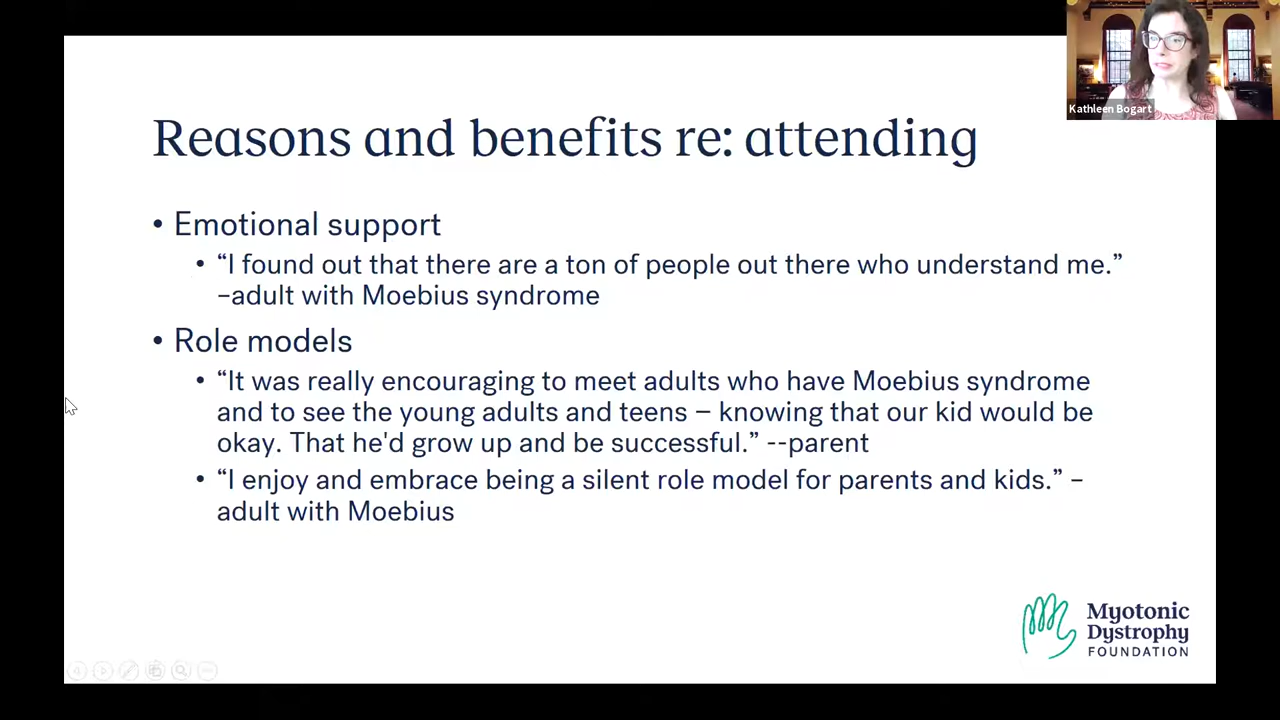 Kathleen Bogart
Reasons and benefits re: attending
• Emotional support
• “I found out that there are a ton of people out there who understand me.”
–adult with Moebius syndrome
• Role models
• “It was really encouraging to meet adults who have Moebius syndrome
and to see the young adults and teens – knowing that our kid would be
okay. That he'd grow up and be successful.” --parent
• “I enjoy and embrace being a silent role model for parents and kids.” –
adult with Moebius
Myotonic
Dystrophy
FOUNDATION